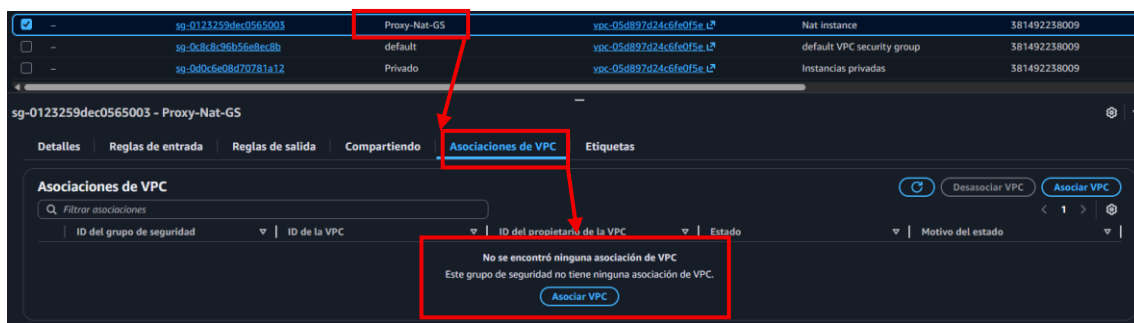 – sg-0123259dec0565003 Proxy-Nat-GS vpc-05d897d24c6fe0f5e Nat instance 381492238009
– sg-0c8c8c96b56e8ec8b default vpc-05d897d24c6fe0f5e default VPC security group 381492238009
– sg-0d0c6e08d70781a12 Privado vpc-05d897d24c6fe0f5e Instancias privadas 381492238009
sg-0123259dec0565003 - Proxy-Nat-GS
Detalles Reglas de entrada Reglas de salida Compartiendo Asociaciones de VPC Etiquetas
Asociaciones de VPC Desasociar VPC Asociar VPC
Filtrar asociaciones 1
ID del grupo de seguridad ID de la VPC ID del propietario de la VPC Estado Motivo del estado
No se encontró ninguna asociación de VPC
Este grupo de seguridad no tiene ninguna asociación de VPC.
Asociar VPC